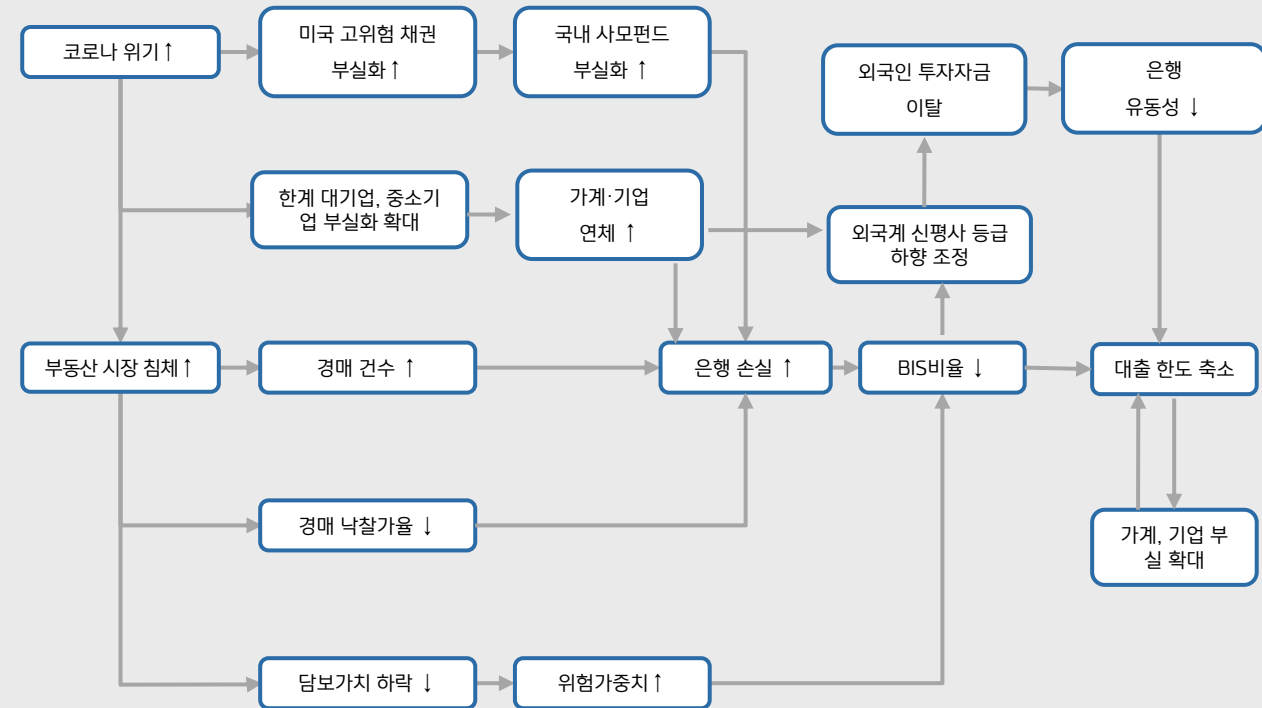 코로나 위기↑
미국 고위험 채권
부실화↑
국내 사모펀드
부실화 ↑
외국인 투자자금
이탈
은행
유동성 ↓
한계 대기업, 중소기
업 부실화 확대
가계·기업
연체 ↑
외국계 신평사 등급
하향 조정
부동산 시장 침체↑
경매 건수 ↑
은행 손실 ↑
BIS비율 ↓
대출 한도 축소
경매 낙찰가율 ↓
가계, 기업 부
실 확대
담보가치 하락 ↓
위험가중치↑